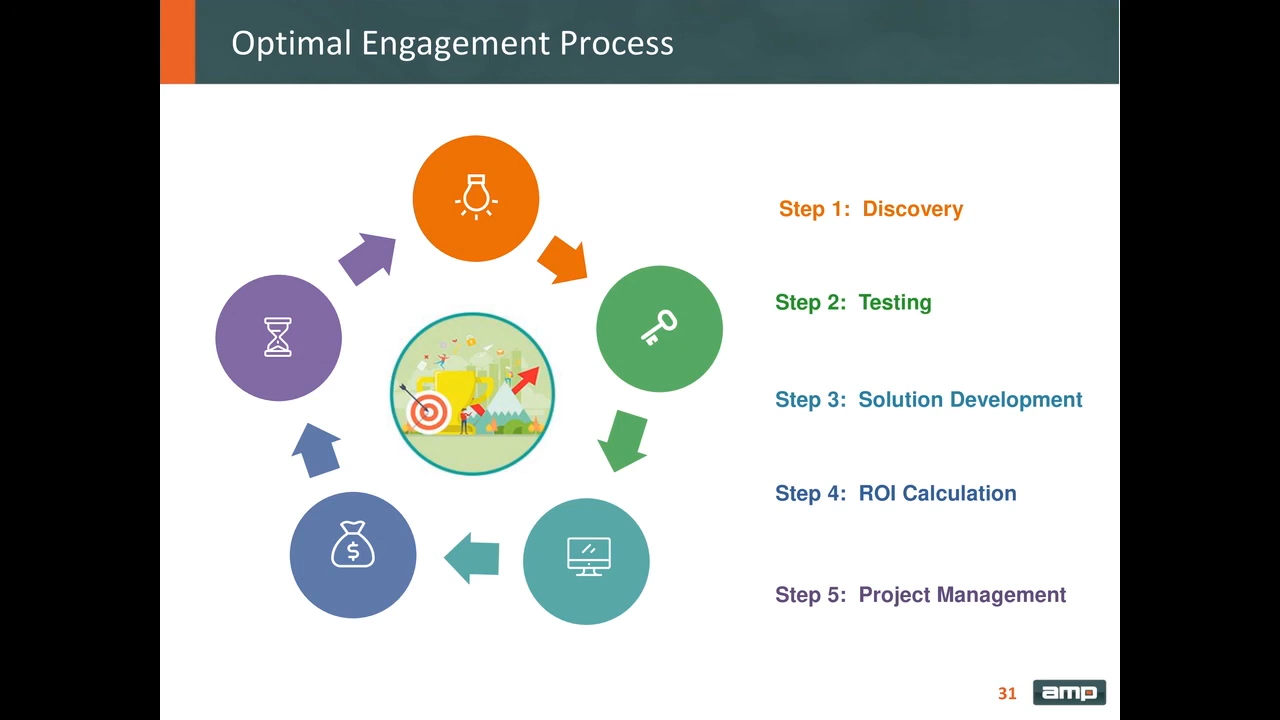 Optimal Engagement Process
Step 1: Discovery
Step 2: Testing
Step 3: Solution Development
$
Step 4: ROI Calculation
Step 5: Project Management
31
amp